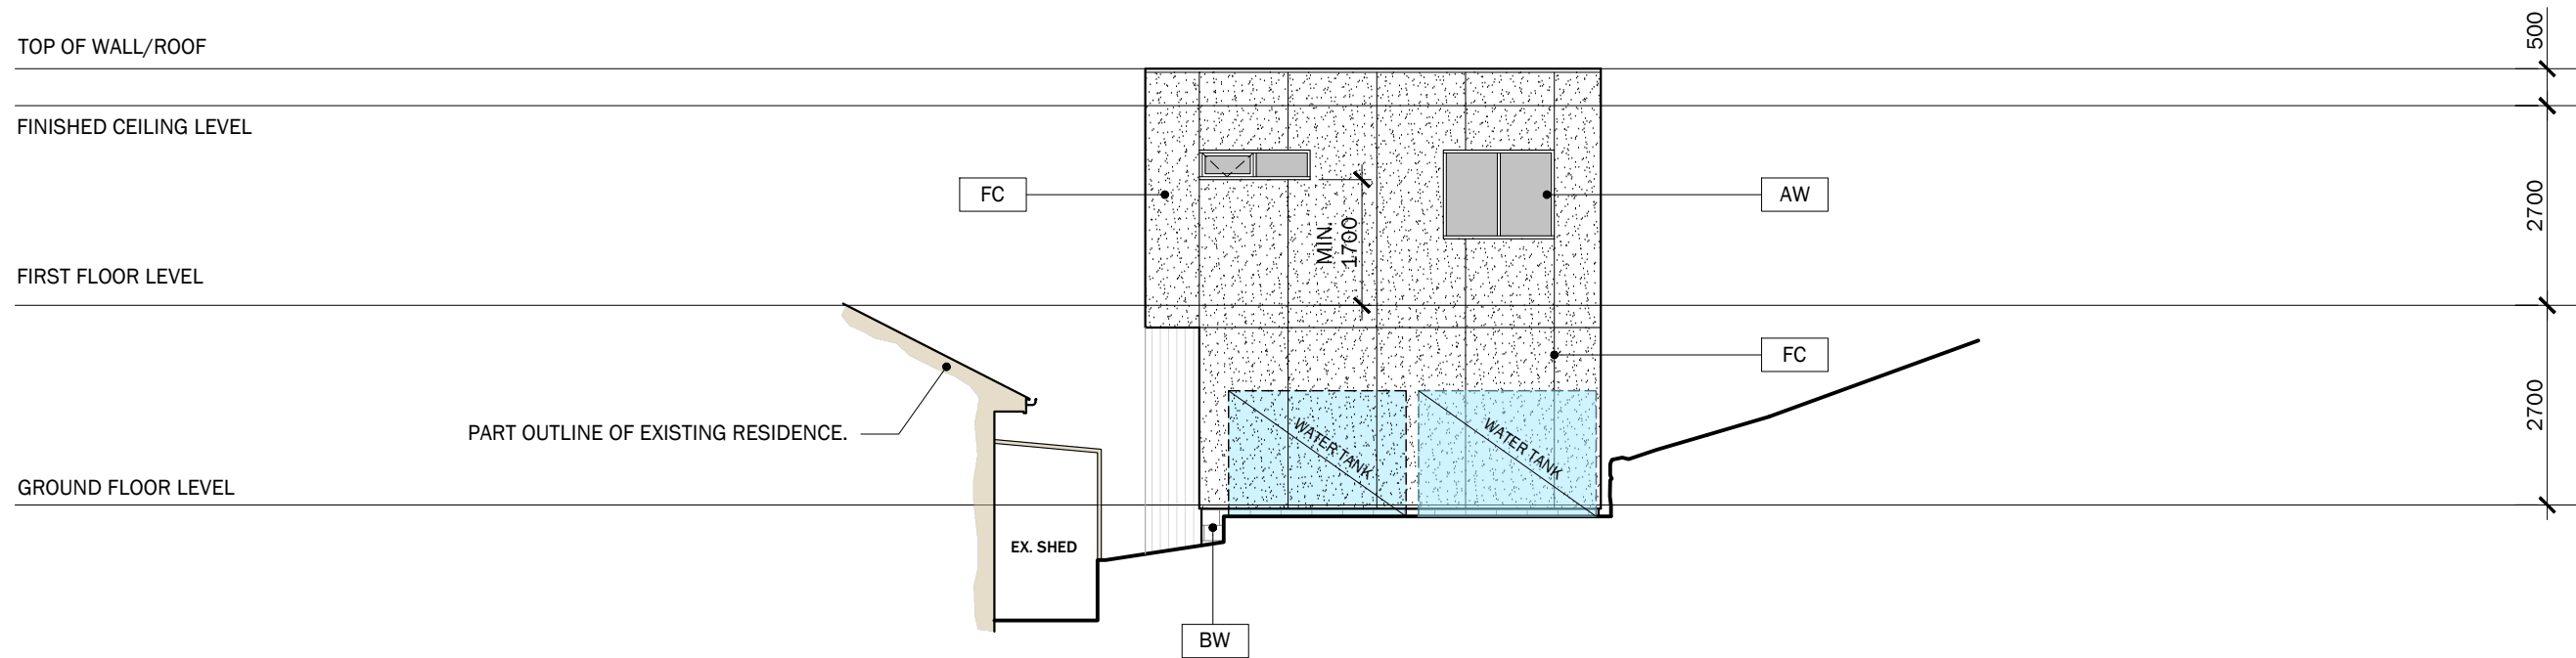 TOP OF WALL/ROOF
500
FINISHED CEILING LEVEL
FC
AW
2700
MIN.
1700
FIRST FLOOR LEVEL
FC
PART OUTLINE OF EXISTING RESIDENCE.
WATER TANK
WATER TANK
2700
GROUND FLOOR LEVEL
EX. SHED
BW